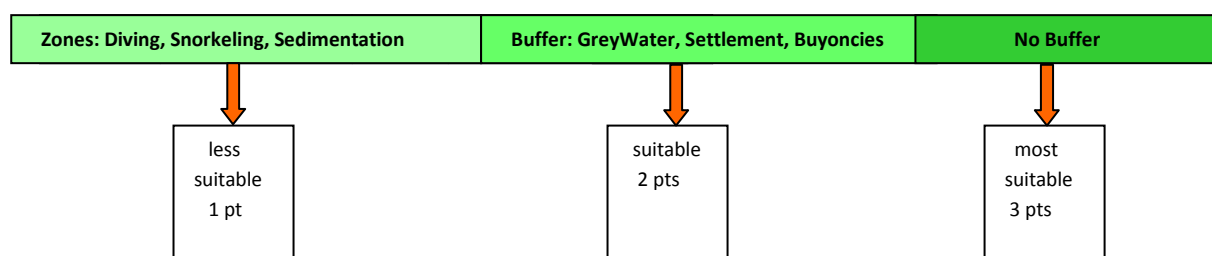 Zones: Diving, Snorkeling, Sedimentation
Buffer: GreyWater, Settlement, Buyoncies
No Buffer
less
suitable
1 pt
suitable
2 pts
most
suitable
3 pts